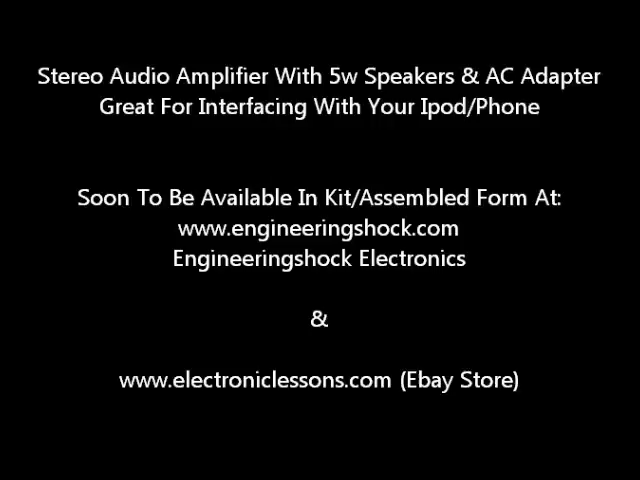 Stereo Audio Amplifier With 5w Speakers & AC Adapter
Great For Interfacing With Your Ipod/Phone
Soon To Be Available In Kit/Assembled Form At:
www.engineeringshock.com
Engineeringshock Electronics
&
www.electroniclessons.com (Ebay Store)